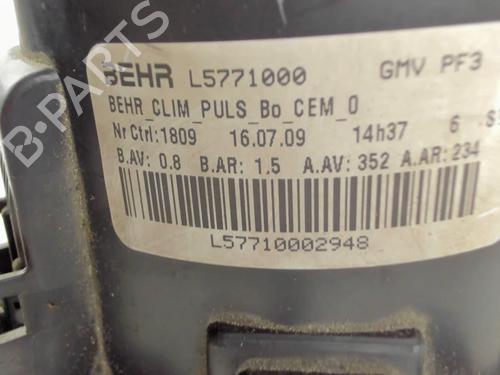 BEHR L5771000 GMV PF3
BEHR_CLIM_PULS_Bo_CEM_O
Nr Ctrl:1809 16.07.09 14h37 6
B.AV: 0.8 B.AR: 1.5 A.AV: 352 A.AR: 234
L57710002948
B-PARTS